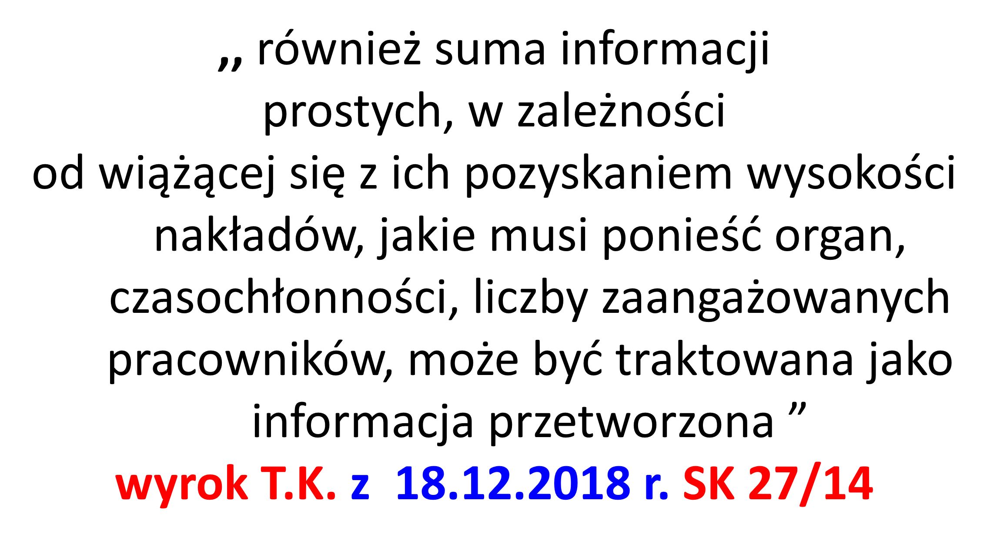 „ również suma informacji
prostych, w zależności
od wiążącej się z ich pozyskaniem wysokości
nakładów, jakie musi ponieść organ,
czasochłonności, liczby zaangażowanych
pracowników, może być traktowana jako
informacja przetworzona ”
wyrok T.K. z 18.12.2018 r. SK 27/14